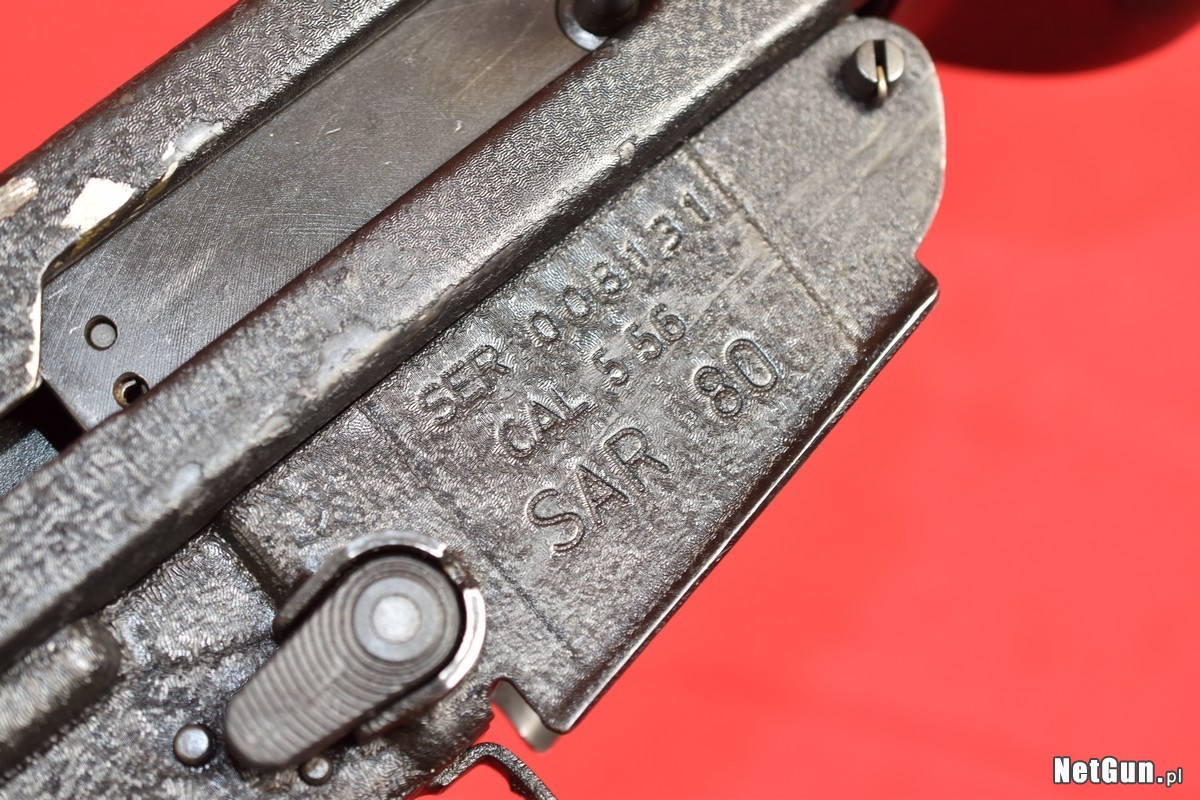 SER 008131
CAL 5 56
SAR 80
NetGun.pl